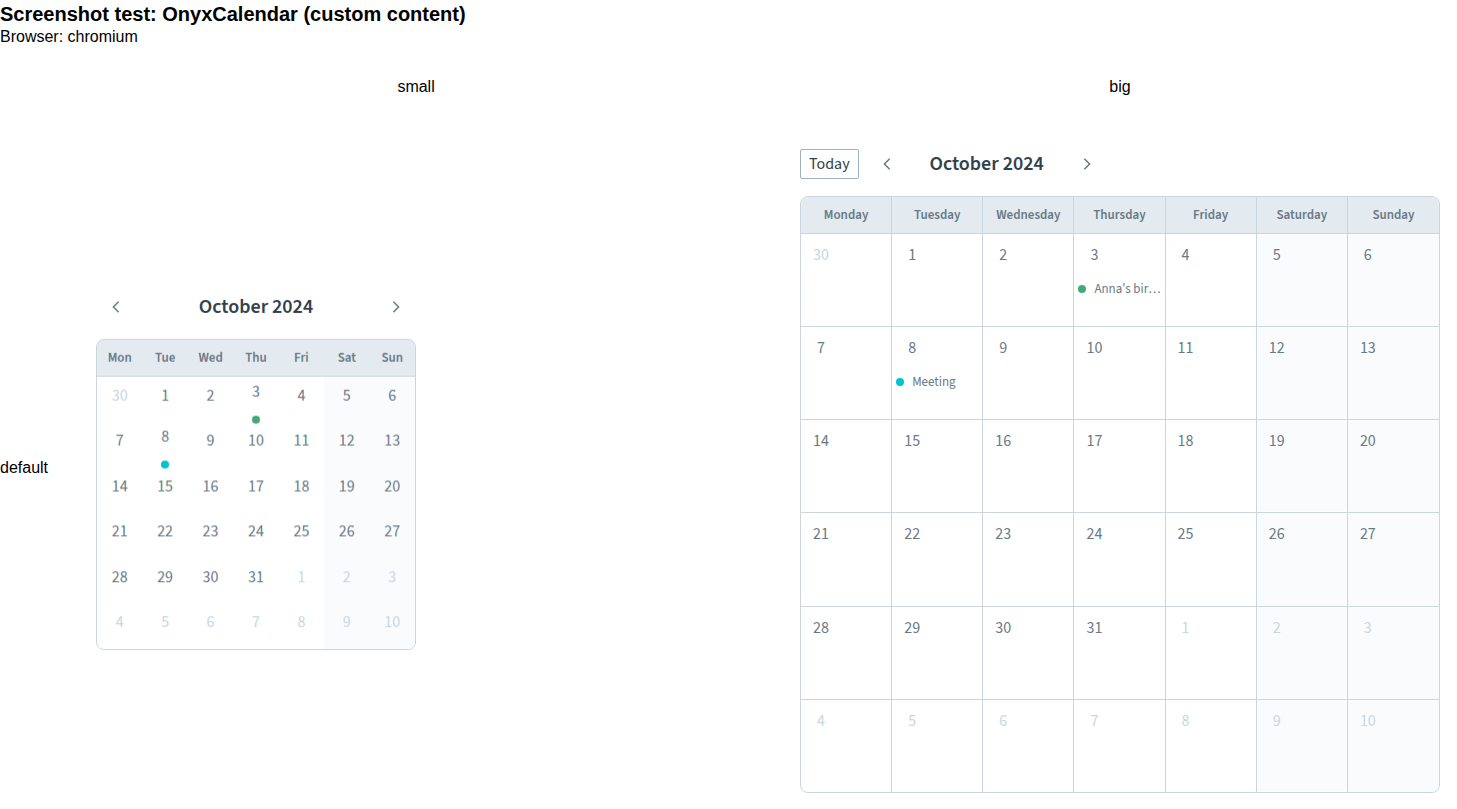 Screenshot test: OnyxCalendar (custom content)
Browser: chromium
small
big
default
October 2024
Mon Tue Wed Thu Fri Sat Sun
30 1 2 3 4 5 6
7 8 9 10 11 12 13
14 15 16 17 18 19 20
21 22 23 24 25 26 27
28 29 30 31 1 2 3
4 5 6 7 8 9 10
Today October 2024
Monday Tuesday Wednesday Thursday Friday Saturday Sunday
30 1 2 3 4 5 6
Anna's bir…
7 8 9 10 11 12 13
Meeting
14 15 16 17 18 19 20
21 22 23 24 25 26 27
28 29 30 31 1 2 3
4 5 6 7 8 9 10